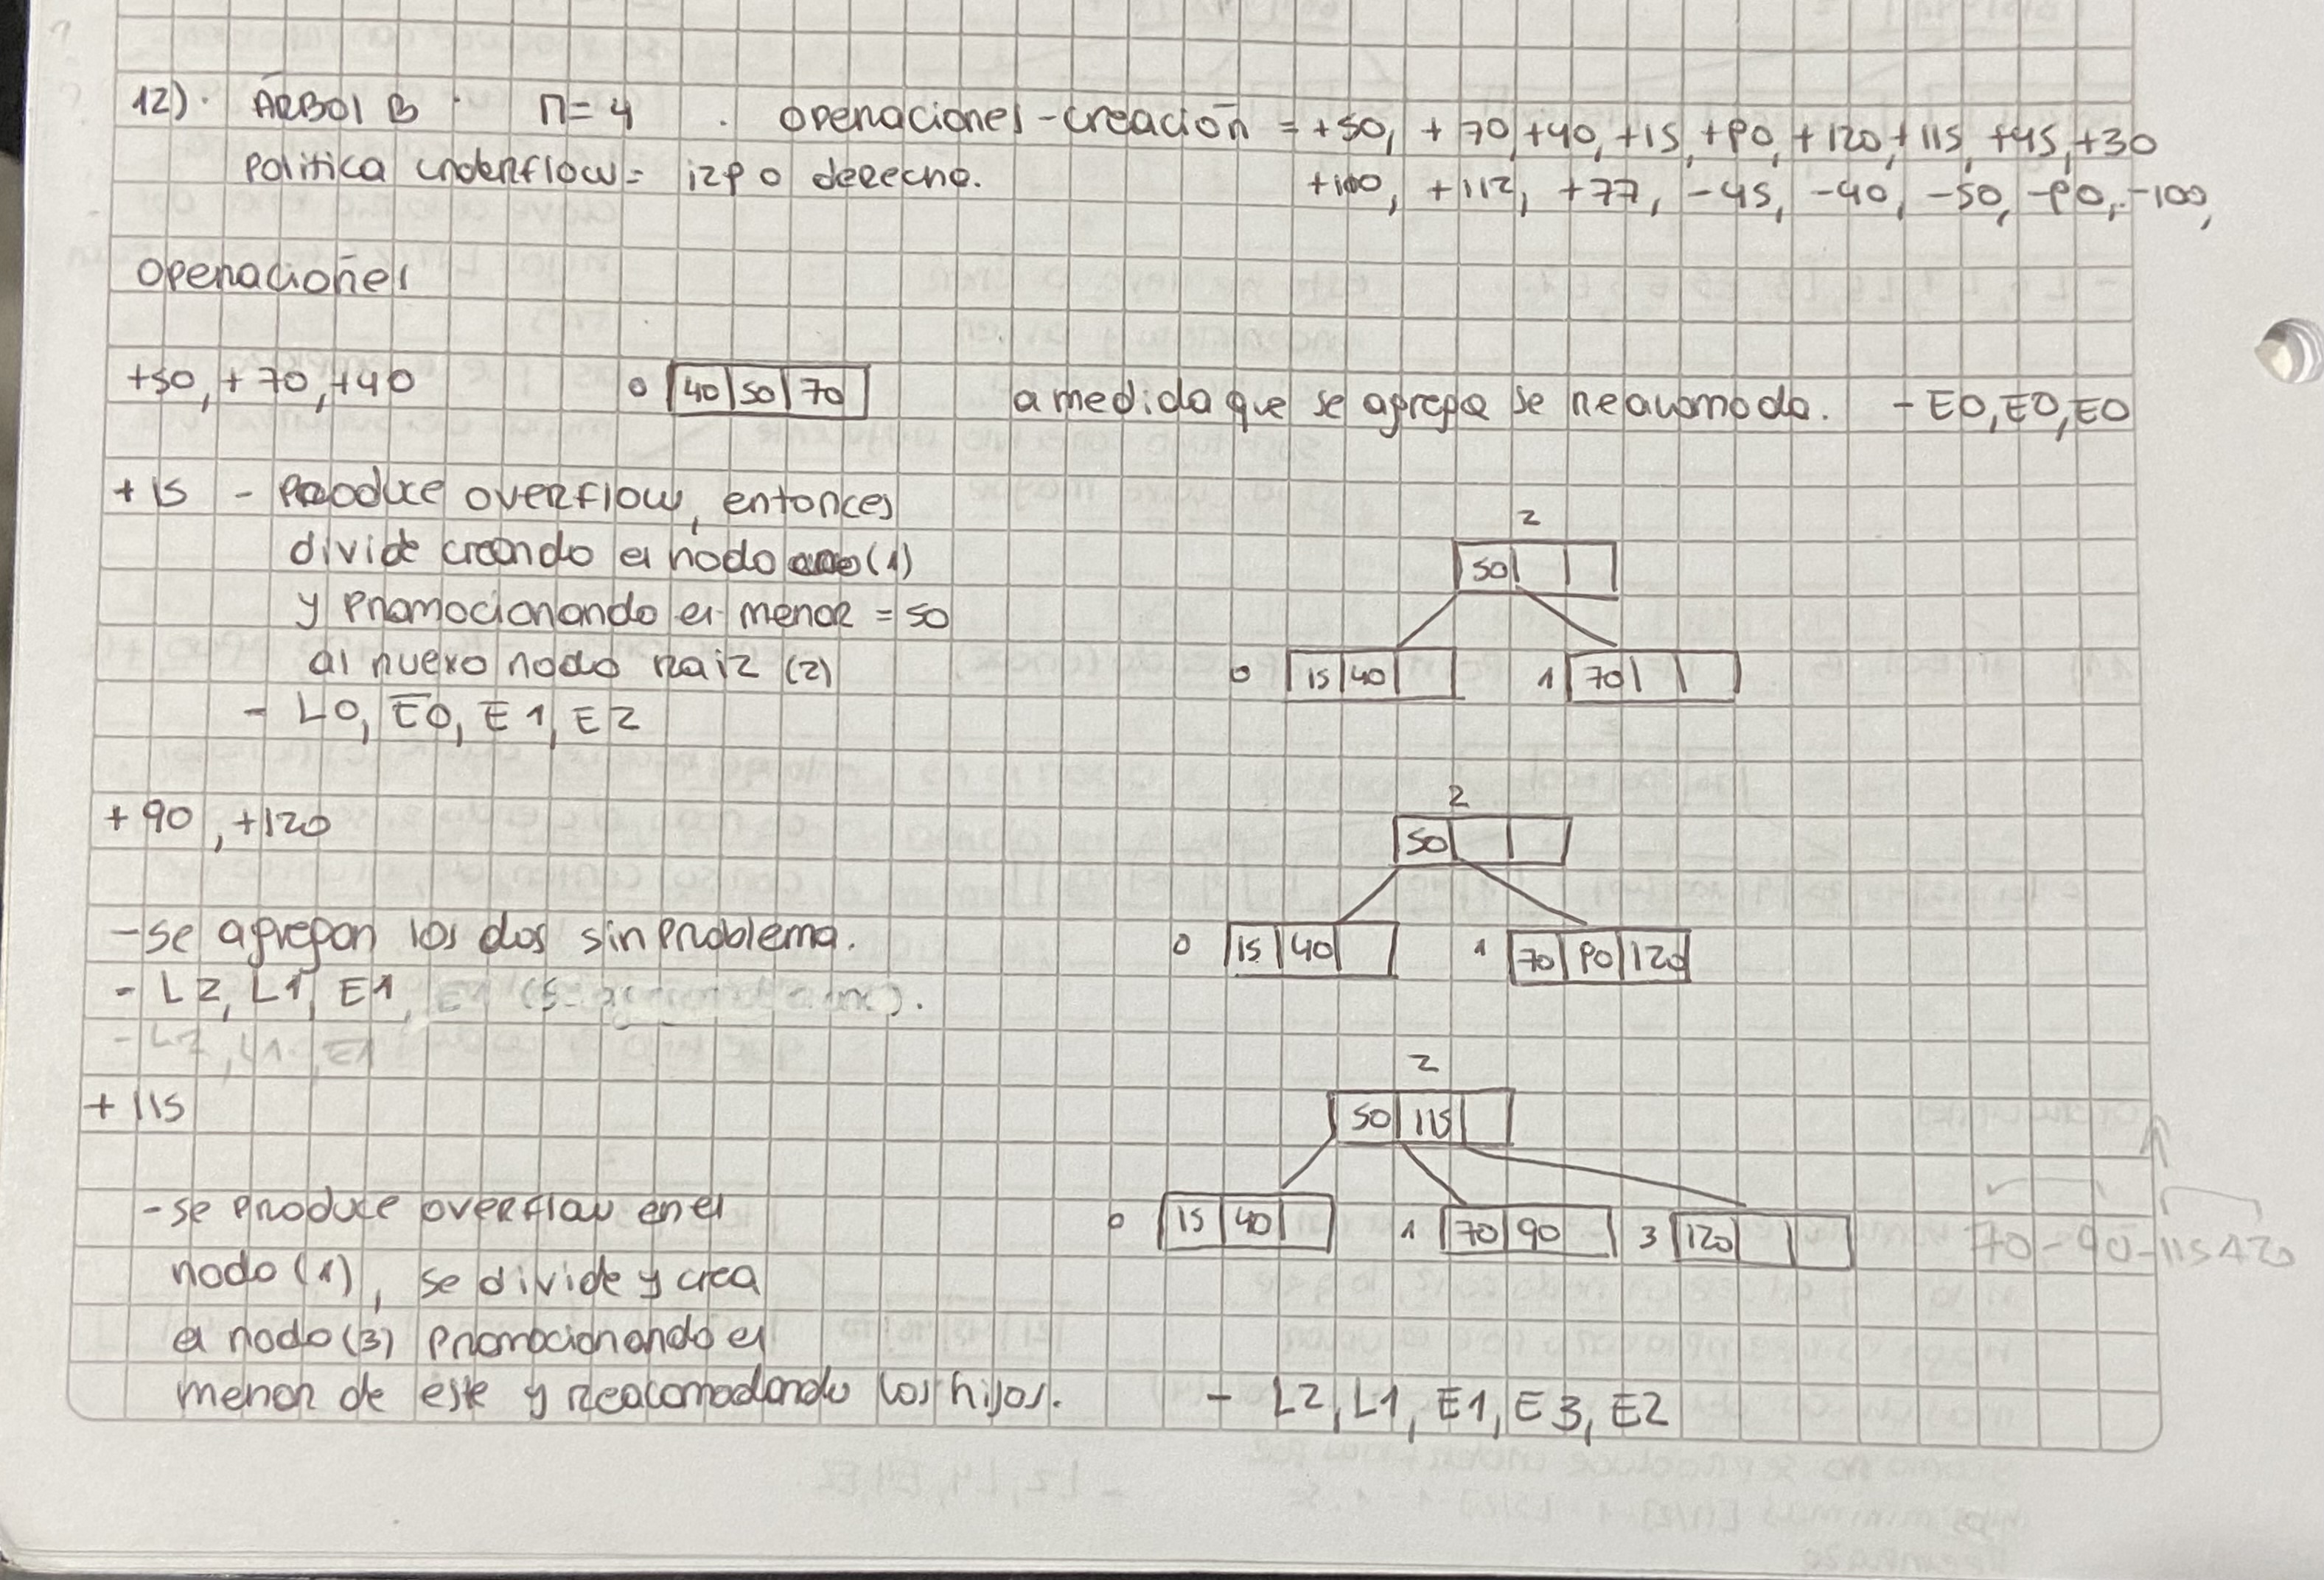 12). ARBOl B . n=4 . Openaciones-creación = +50, + 70, +40, +15, +90, +120, +115, +45, +30
Política underflow = izq o derecha. +100, +112, +77, -45, -40, -50, -90, -100,
Openaciones
+50, +70, +40 0 40 50 70 a medida que se agrega se reacomoda. - E0, E0, E0
+15 - Produce overflow, entonces
divide creando el nodo (1)
y Promocionando el menor = 50
al nuevo nodo raiz (2)
- L0, E0, E1, E2
2
50
0 15 40 1 70
+90, +120
- se agregan los dos sin problema.
- L2, L1, E1,
- L2, L1, E1
2
50
0 15 40 1 70 90 120
+115
- se produce overflow en el
nodo (1), se divide y crea
el nodo (3) promocionando el
menor de este y reacomodando los hijos. - L2, L1, E1, E3, E2
2
50 115
0 15 40 1 70 90 3 120
70-90-115 120